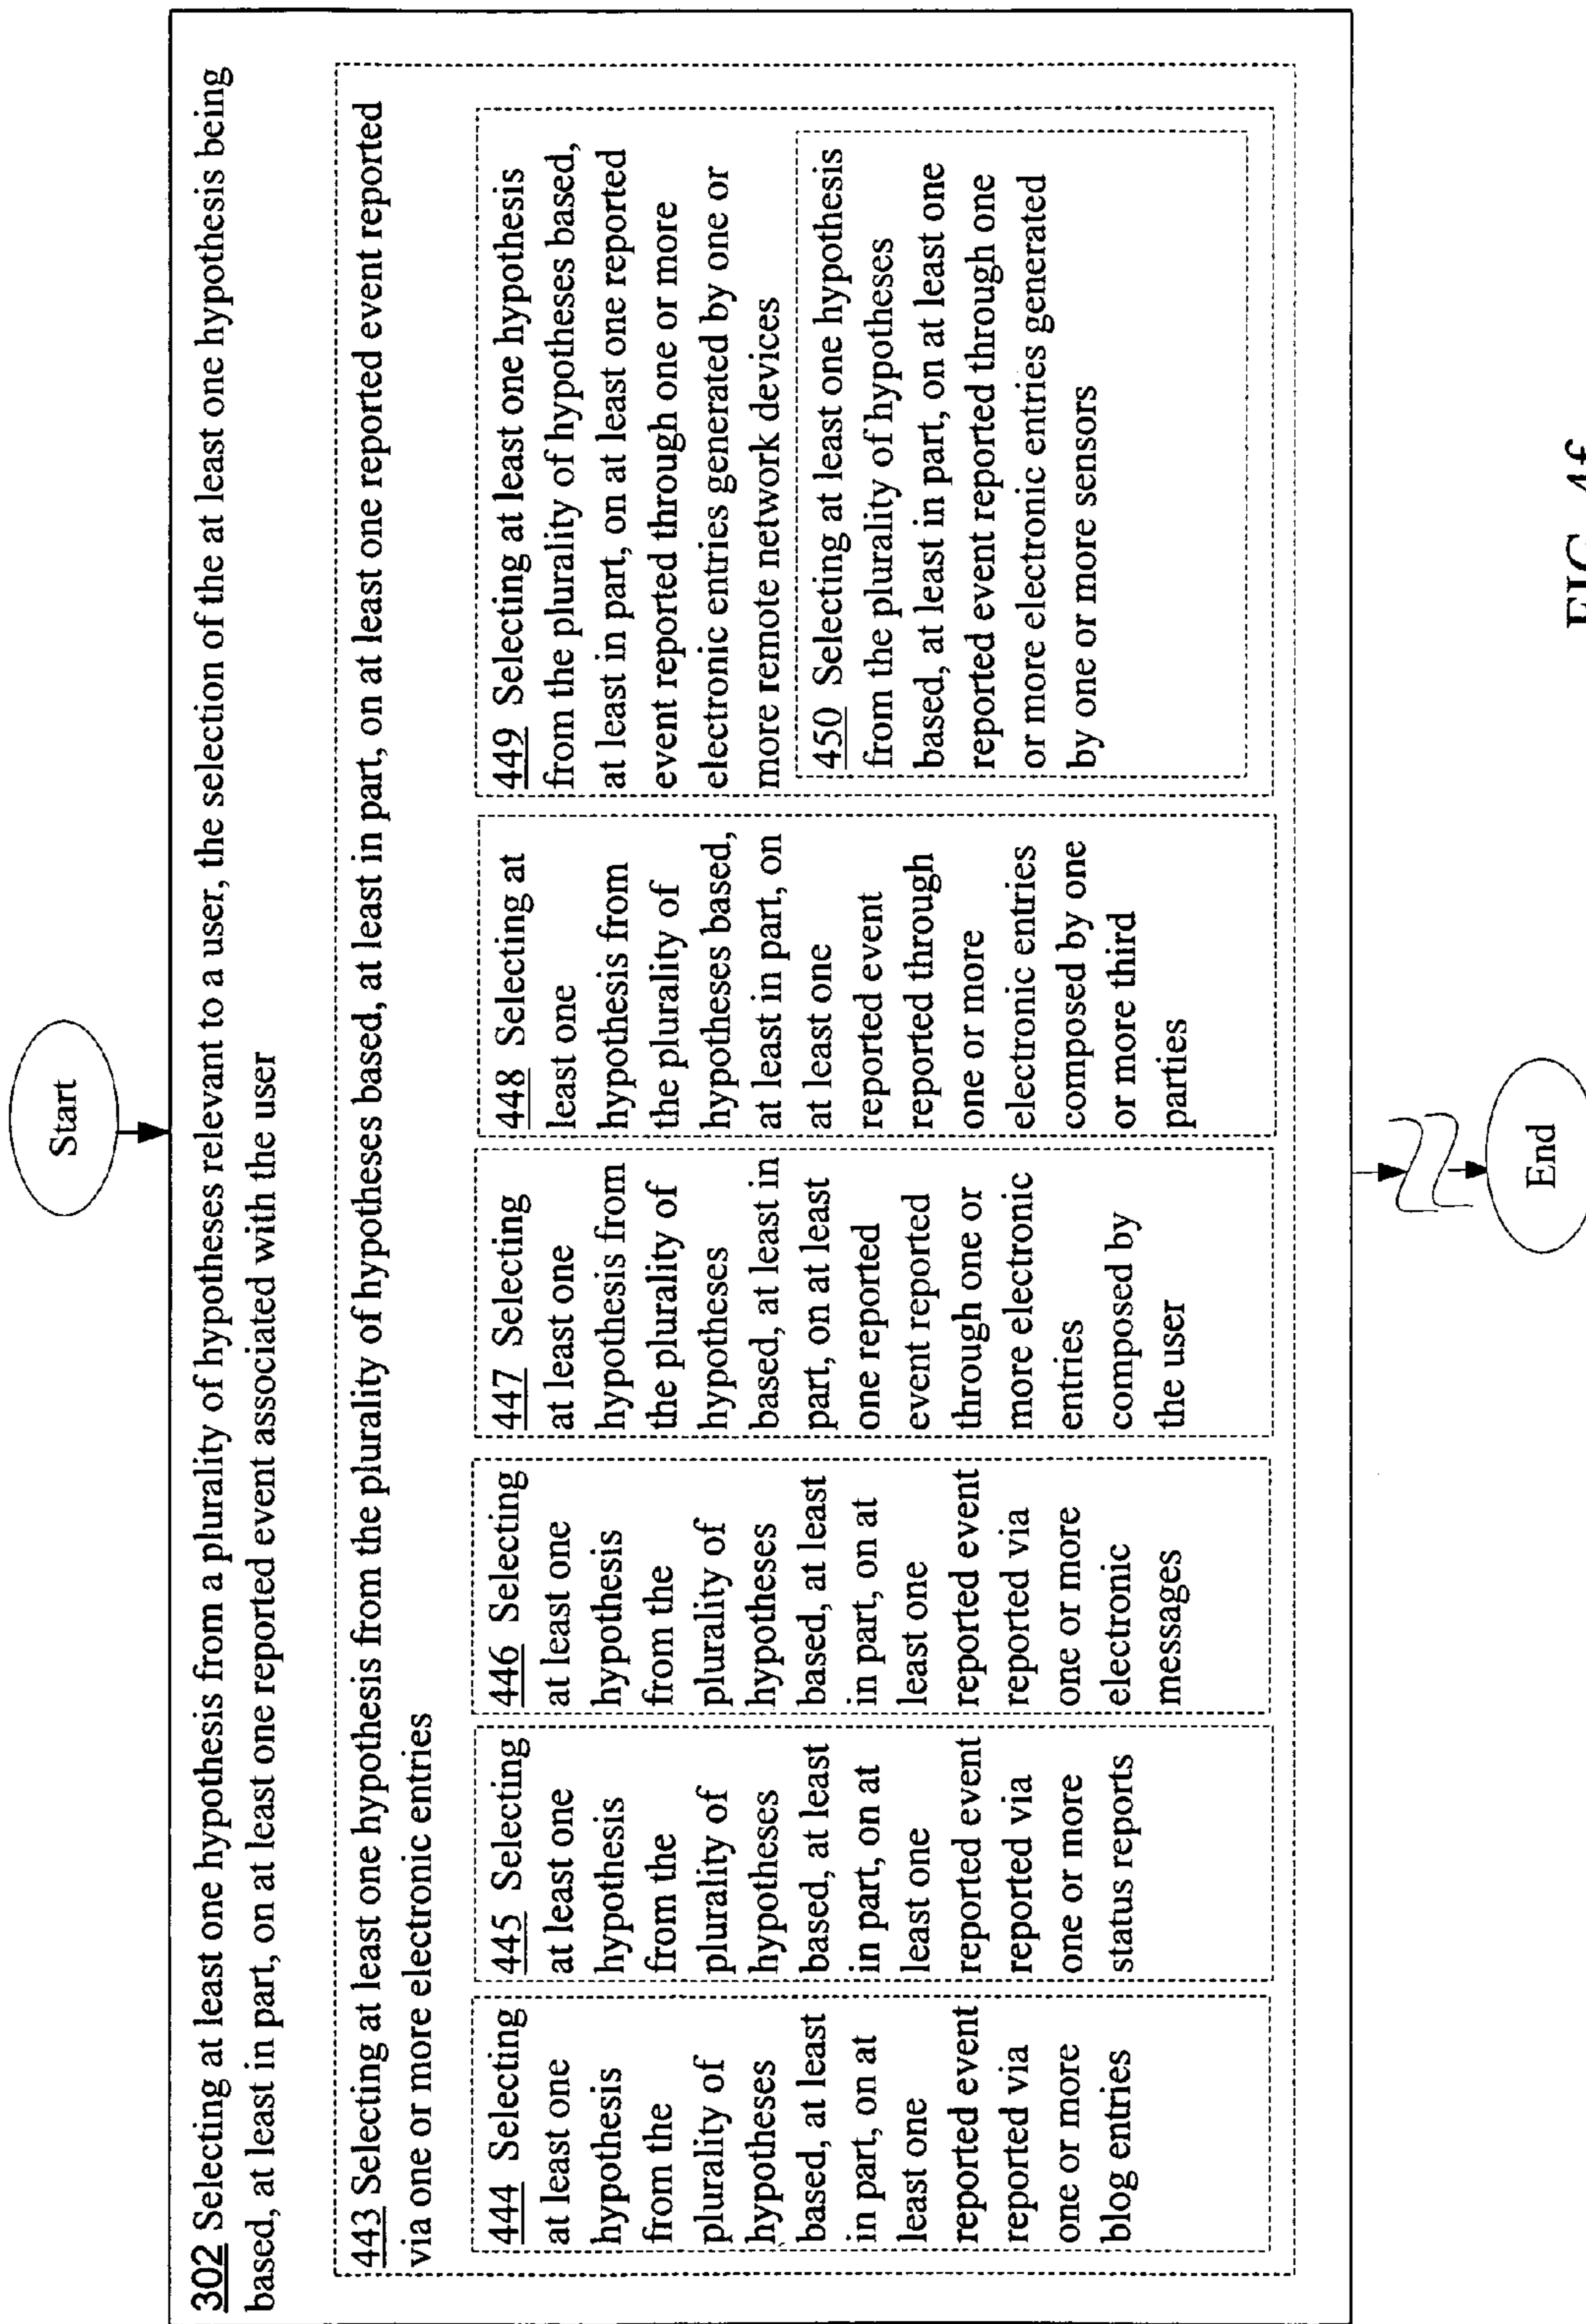 Start
302 Selecting at least one hypothesis from a plurality of hypotheses relevant to a user, the selection of the at least one hypothesis being
based, at least in part, on at least one reported event associated with the user
443 Selecting at least one hypothesis from the plurality of hypotheses based, at least in part, on at least one reported event reported
via one or more electronic entries
444 Selecting
at least one
hypothesis
from the
plurality of
hypotheses
based, at least
in part, on at
least one
reported event
reported via
one or more
blog entries
445 Selecting
at least one
hypothesis
from the
plurality of
hypotheses
based, at least
in part, on at
least one
reported event
reported via
one or more
status reports
446 Selecting
at least one
hypothesis
from the
plurality of
hypotheses
based, at least
in part, on at
least one
reported event
reported via
one or more
electronic
messages
447 Selecting
at least one
hypothesis from
the plurality of
hypotheses
based, at least in
part, on at least
one reported
event reported
through one or
more electronic
entries
composed by
the user
448 Selecting at
least one
hypothesis from
the plurality of
hypotheses based,
at least in part, on
at least one
reported event
reported through
one or more
electronic entries
composed by one
or more third
parties
449 Selecting at least one hypothesis
from the plurality of hypotheses based,
at least in part, on at least one reported
event reported through one or more
electronic entries generated by one or
more remote network devices
450 Selecting at least one hypothesis
from the plurality of hypotheses
based, at least in part, on at least one
reported event reported through one
or more electronic entries generated
by one or more sensors
End
FIG. 4f